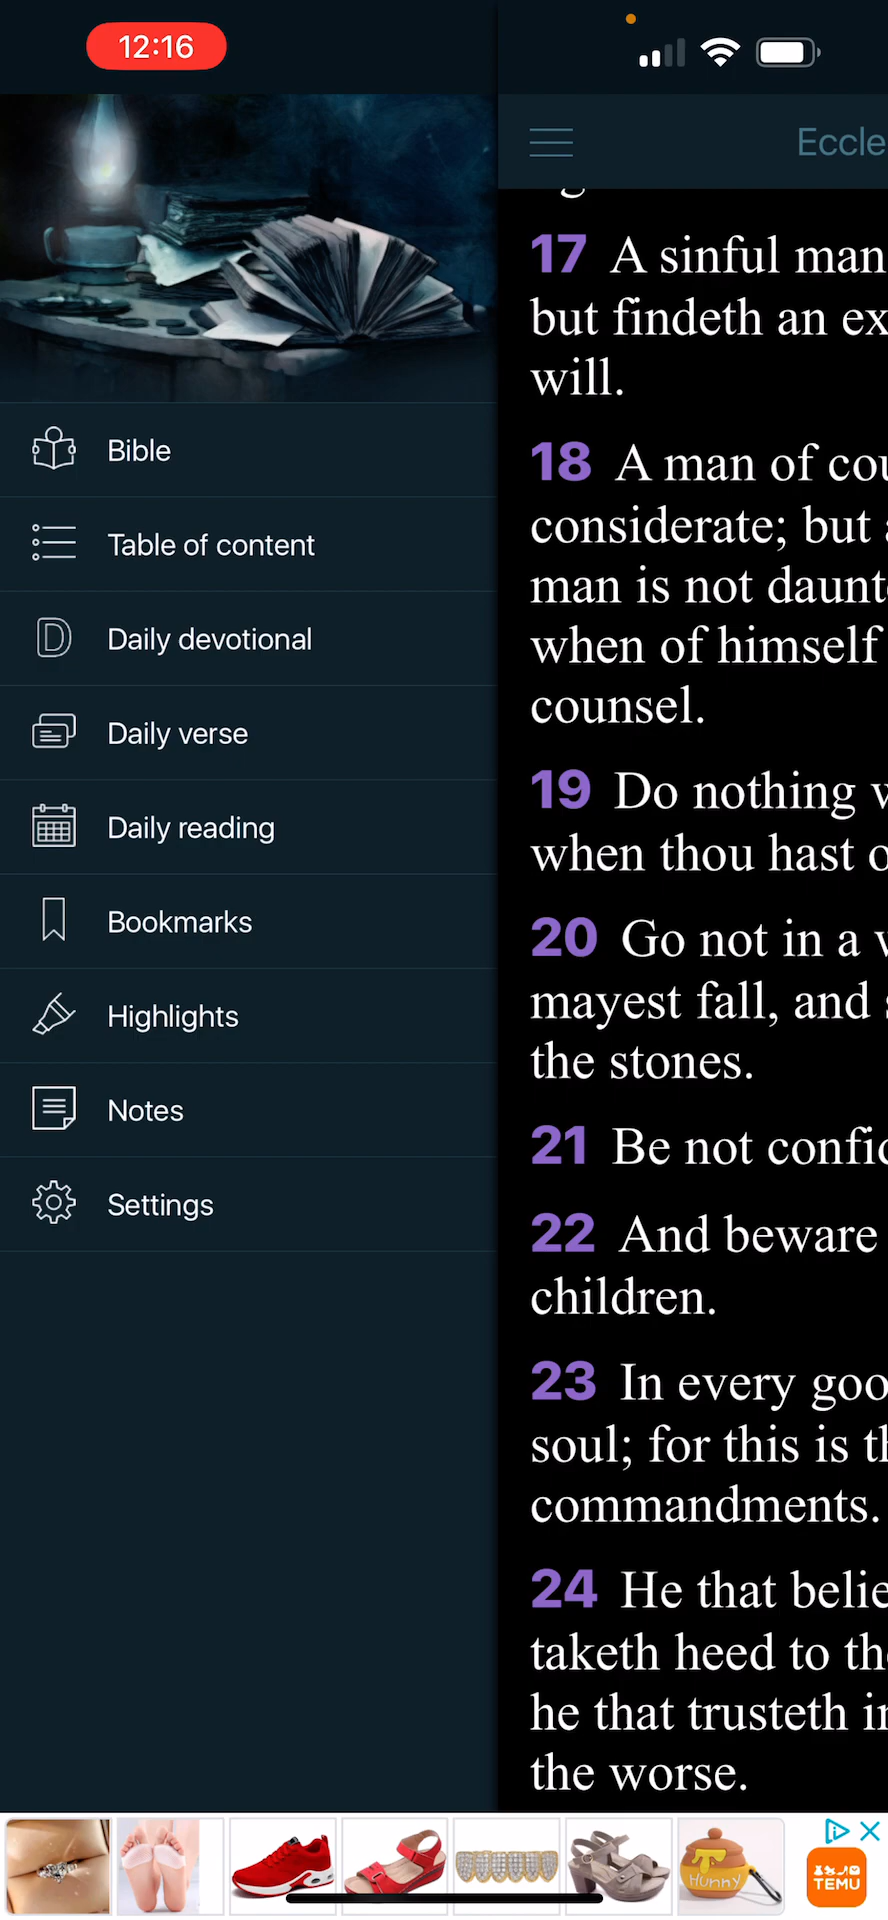 12:16
Bible
Table of content
Daily devotional
Daily verse
Daily reading
Bookmarks
Highlights
Notes
Settings
Eccle
17 A sinful man
but findeth an ex
will.
18 A man of cou
considerate; but
man is not daunt
when of himself
counsel.
19 Do nothing w
when thou hast o
20 Go not in a w
mayest fall, and s
the stones.
21 Be not confid
22 And beware
children.
23 In every goo
soul; for this is th
commandments.
24 He that belie
taketh heed to the
he that trusteth in
the worse.
Hunny
TEMU